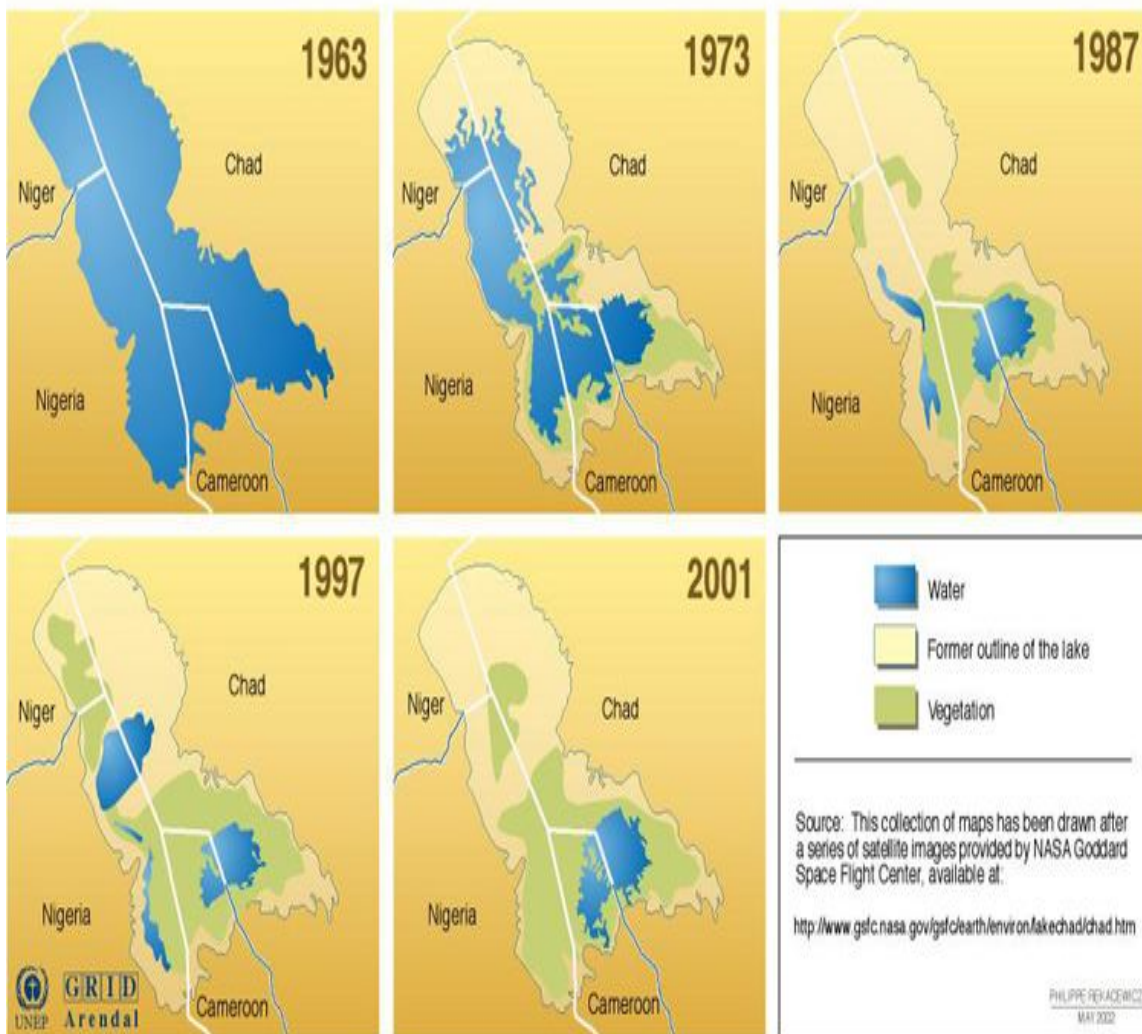 1963
Chad
Niger
Nigeria
Cameroon
1973
Chad
Niger
Nigeria
Cameroon
1987
Chad
Niger
Nigeria
Cameroon
1997
Chad
Niger
Nigeria
Cameroon
UNEP
GRID
Arendal
2001
Chad
Niger
Nigeria
Cameroon
Water
Former outline of the lake
Vegetation
Source: This collection of maps has been drawn after
a series of satellite images provided by NASA Goddard
Space Flight Center, available at:
http://www.gsfc.nasa.gov/gsfc/earth/environ/lakechad/chad.htm
PHILIPPE REKACEWICZ
MAY 2002